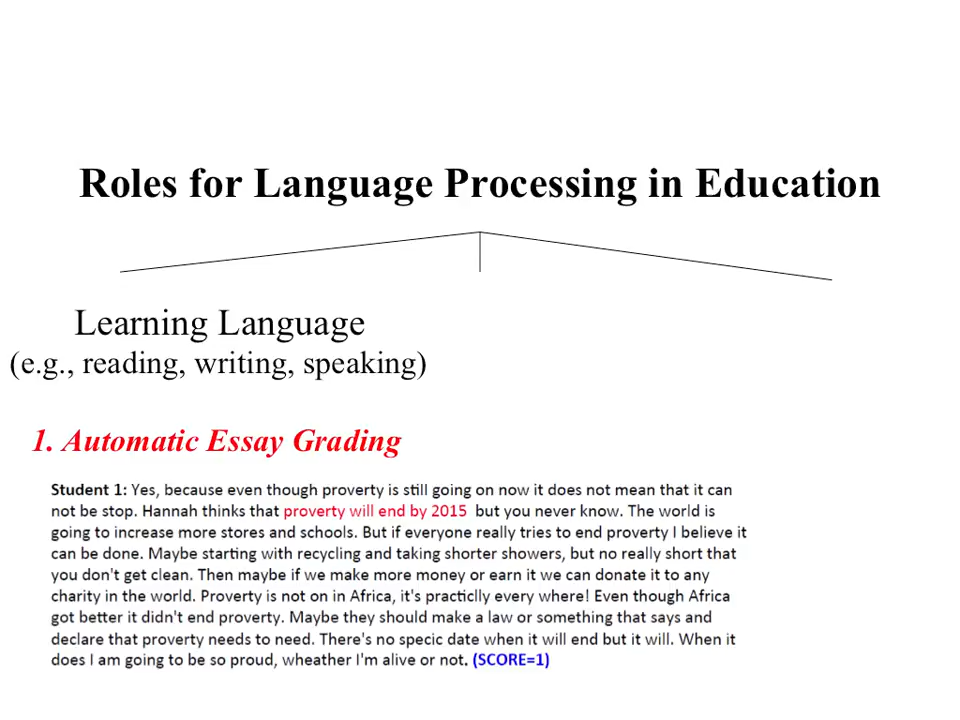 Roles for Language Processing in Education
Learning Language
(e.g., reading, writing, speaking)
1. Automatic Essay Grading
Student 1: Yes, because even though proverty is still going on now it does not mean that it can
not be stop. Hannah thinks that proverty will end by 2015 but you never know. The world is
going to increase more stores and schools. But if everyone really tries to end proverty I believe it
can be done. Maybe starting with recycling and taking shorter showers, but no really short that
you don't get clean. Then maybe if we make more money or earn it we can donate it to any
charity in the world. Proverty is not on in Africa, it's practiclly every where! Even though Africa
got better it didn't end proverty. Maybe they should make a law or something that says and
declare that proverty needs to need. There's no specic date when it will end but it will. When it
does I am going to be so proud, wheather I'm alive or not. (SCORE=1)